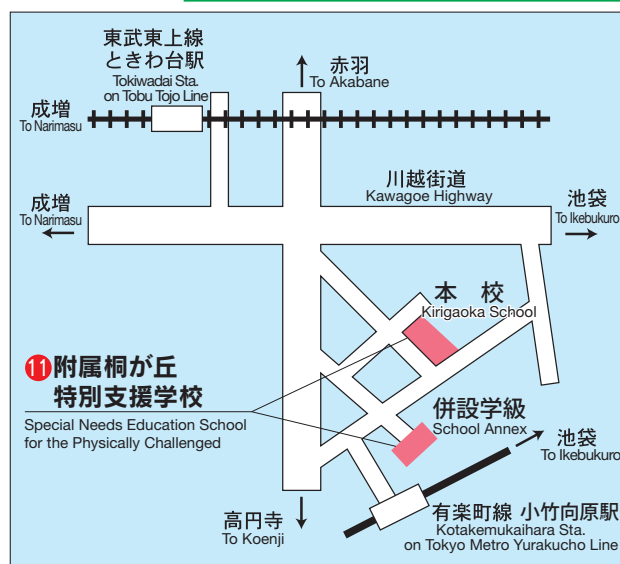 東武東上線
ときわ台駅
Tokiwadai Sta.
on Tobu Tojo Line
赤羽
To Akabane
成増
To Narimasu
川越街道
Kawagoe Highway
成増
To Narimasu
池袋
To Ikebukuro
本 校
Kirigaoka School
11 附属桐が丘
特別支援学校
Special Needs Education School
for the Physically Challenged
併設学級
School Annex
池袋
To Ikebukuro
高円寺
To Koenji
有楽町線 小竹向原駅
Kotakemukaihara Sta.
on Tokyo Metro Yurakucho Line